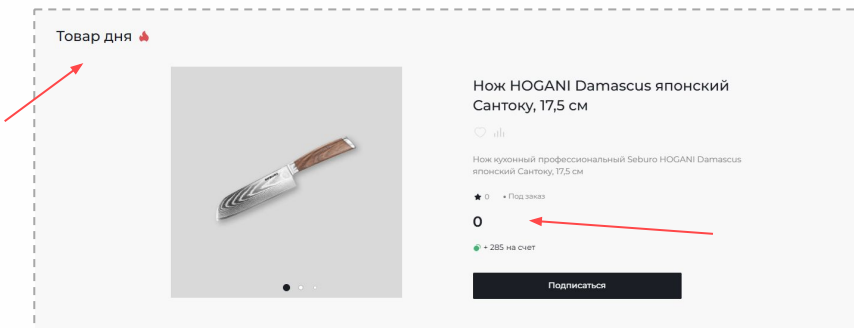 Товар дня
Нож HOGANI Damascus японский
Сантоку, 17,5 см
Нож кухонный профессиональный Seburo HOGANI Damascus
японский Сантоку, 17,5 см
0 • Под заказ
0
+ 285 на счет
Подписаться